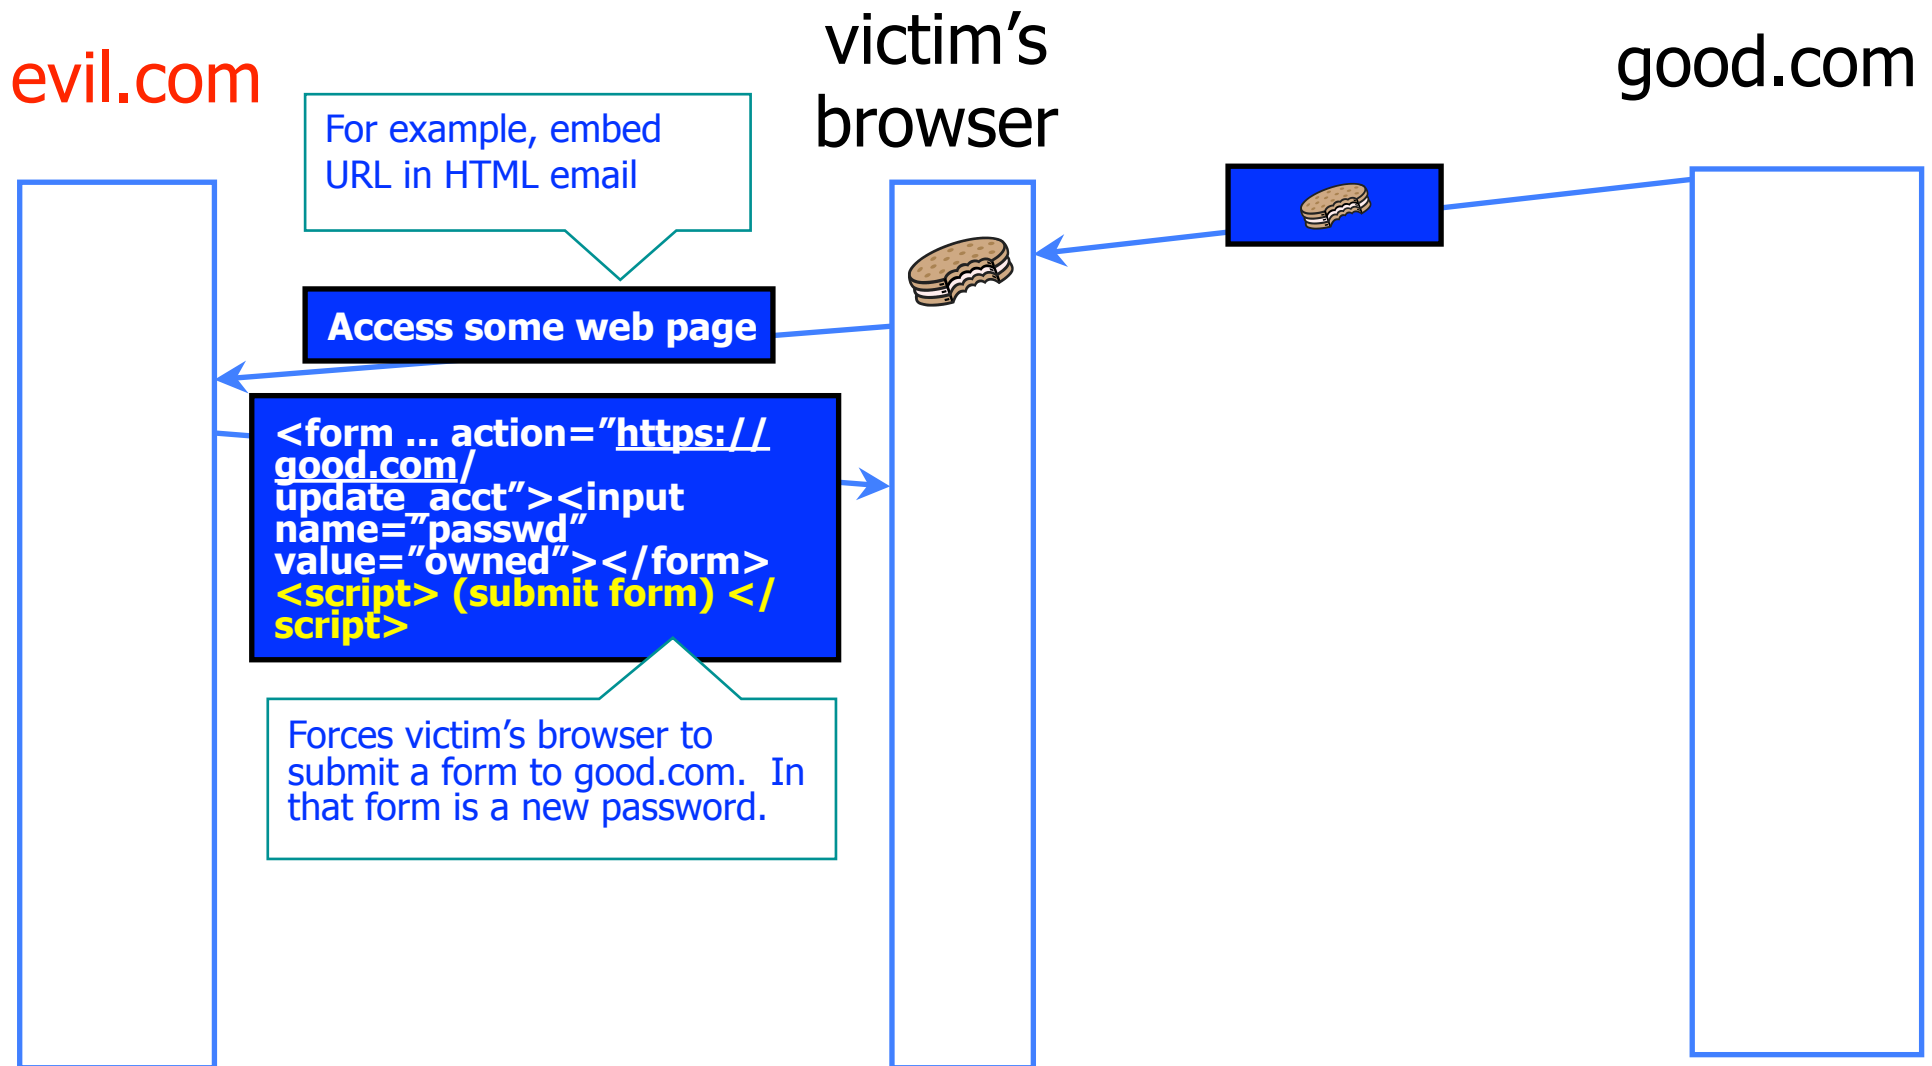 evil.com
victim’s
browser
good.com
For example, embed
URL in HTML email
Access some web page
<form … action=″https://
good.com/
update_acct″><input
name=″passwd″
value=″owned″></form>
<script> (submit form) </
script>
Forces victim’s browser to
submit a form to good.com.  In
that form is a new password.